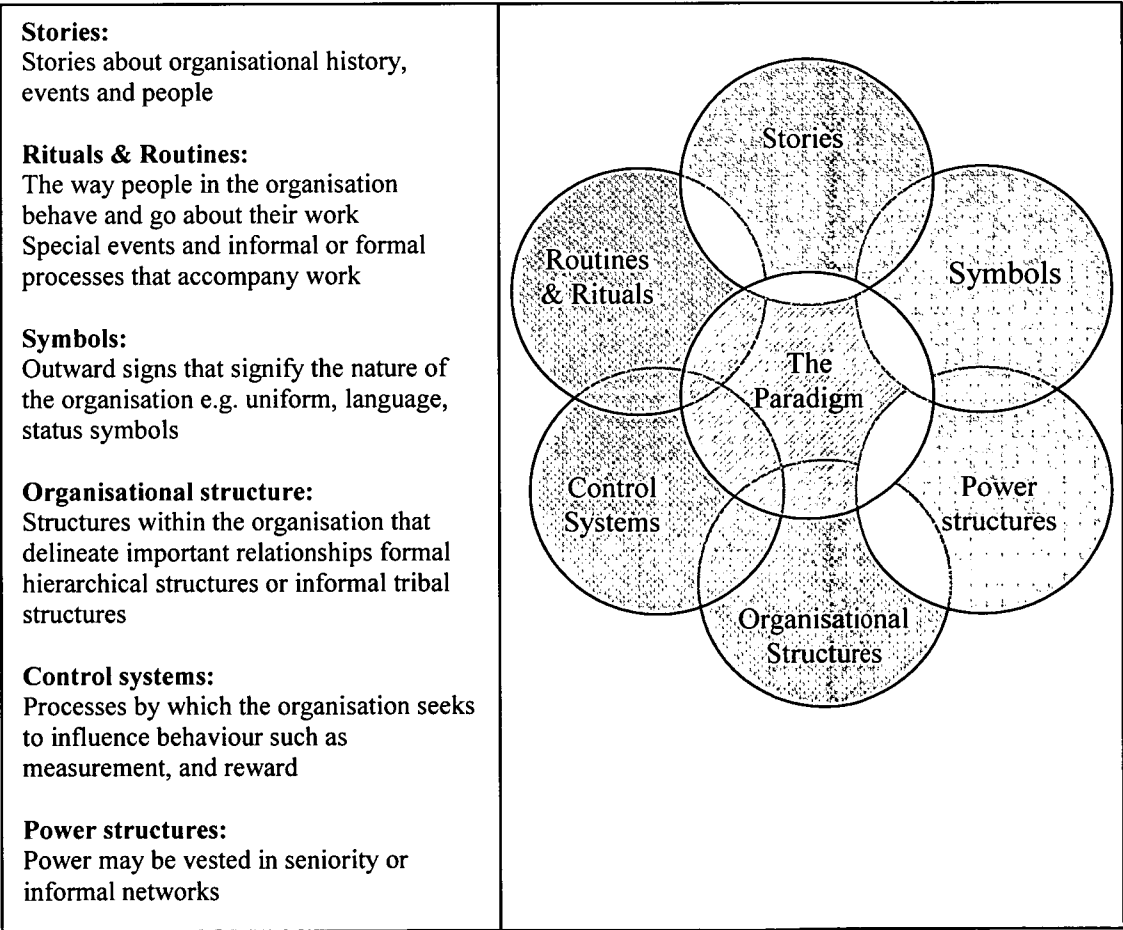 Stories:
Stories about organisational history,
events and people
Rituals & Routines:
The way people in the organisation
behave and go about their work
Special events and informal or formal
processes that accompany work
Symbols:
Outward signs that signify the nature of
the organisation e.g. uniform, language,
status symbols
Organisational structure:
Structures within the organisation that
delineate important relationships formal
hierarchical structures or informal tribal
structures
Control systems:
Processes by which the organisation seeks
to influence behaviour such as
measurement, and reward
Power structures:
Power may be vested in seniority or
informal networks
Stories
Routines
& Rituals
Symbols
The
Paradigm
Control
Systems
Power
structures
Organisational
Structures